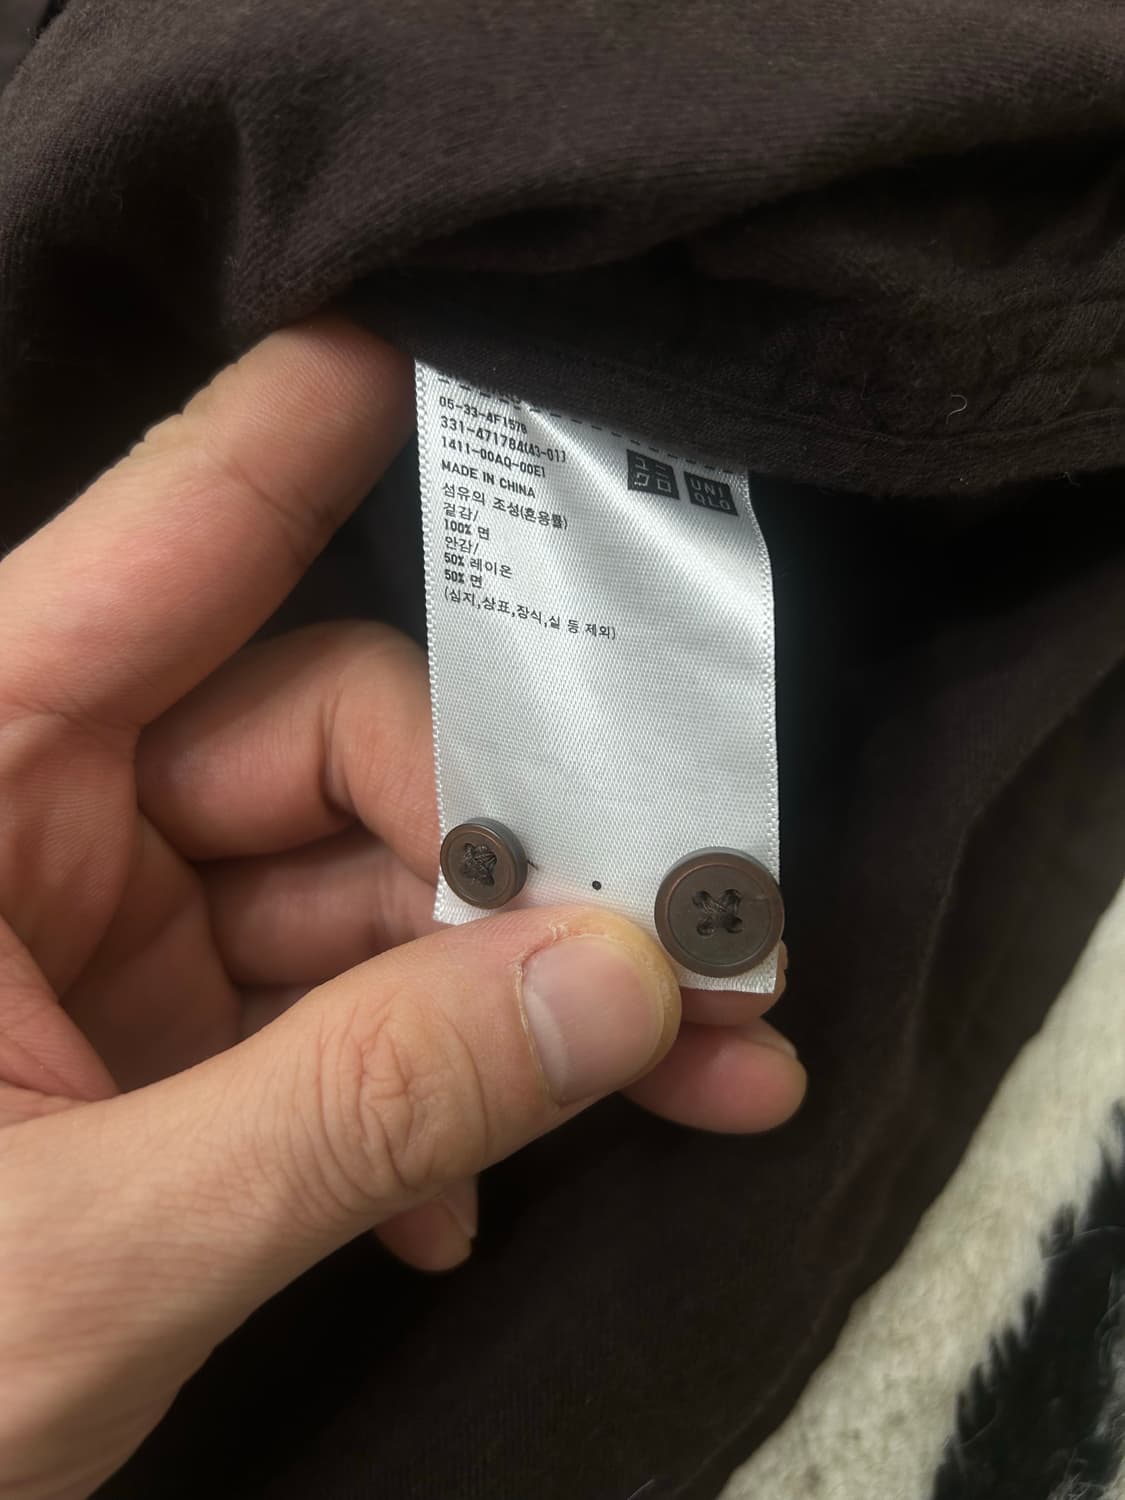 05-33-4F1576
331-471784(43-01)
1411-00AQ-00E1
MADE IN CHINA
섬유의 조성(혼용률)
겉감/
100% 면
안감/
50% 레이온
50% 면
(심지,상표,장식,실 등 제외)
ユニ
クロ
UNI
QLO